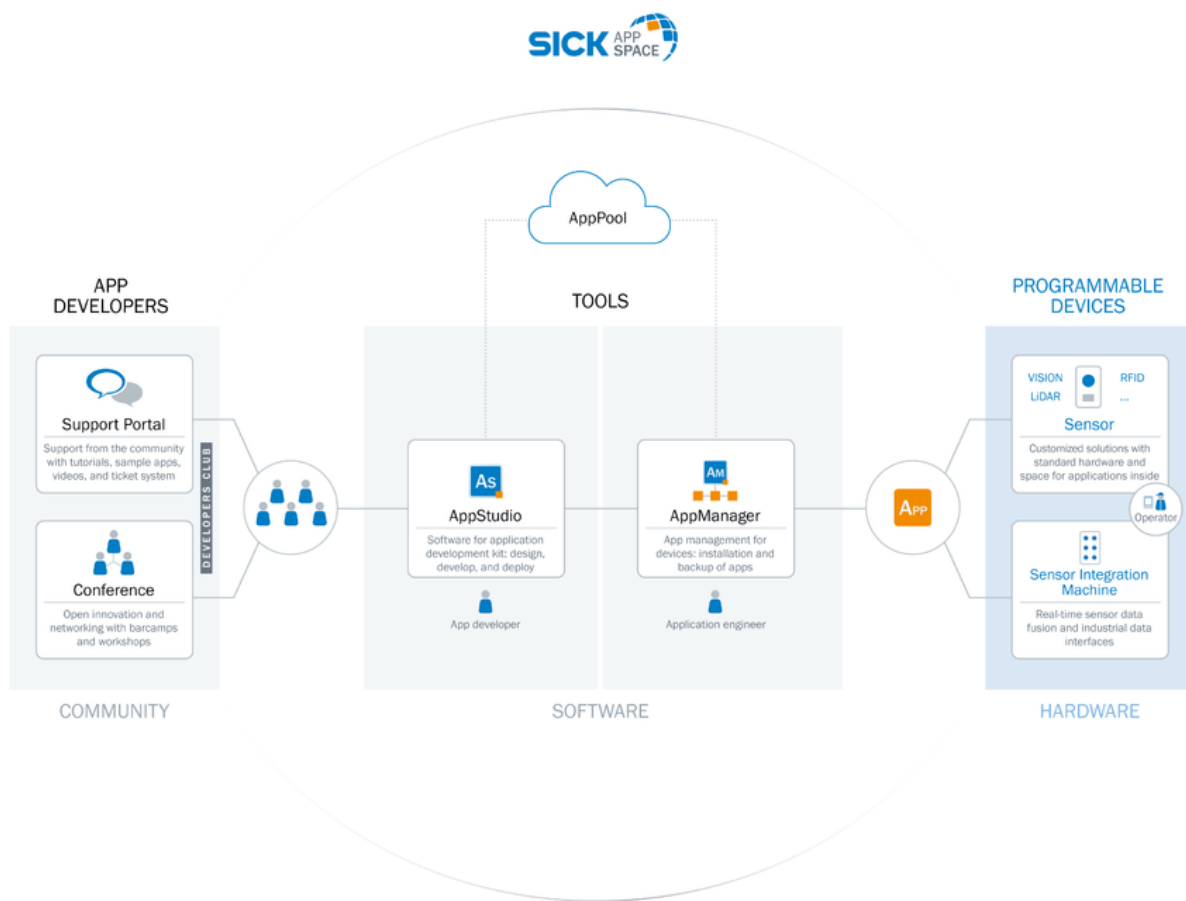 SICK APP
SPACE
AppPool
APP
DEVELOPERS
TOOLS
PROGRAMMABLE
DEVICES
Support Portal
Support from the community
with tutorials, sample apps,
videos, and ticket system
Conference
Open innovation and
networking with barcamps
and workshops
DEVELOPERS CLUB
As
AppStudio
Software for application
development kit: design,
develop, and deploy
App developer
AM
AppManager
App management for
devices: installation and
backup of apps
Application engineer
APP
VISION
RFID
LiDAR
...
Sensor
Customized solutions with
standard hardware and
space for applications inside
Operator
Sensor Integration
Machine
Real-time sensor data
fusion and industrial data
interfaces
COMMUNITY
SOFTWARE
HARDWARE